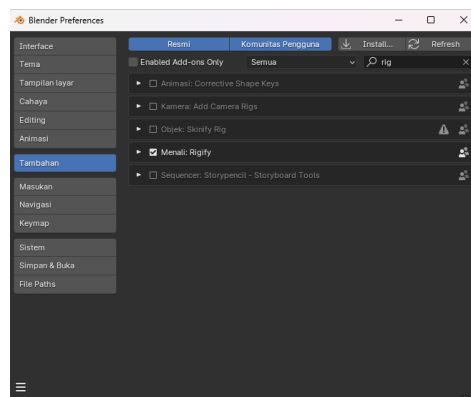 Blender Preferences
Interface
Tema
Tampilan layar
Cahaya
Editing
Animasi
Tambahan
Masukan
Navigasi
Keymap
Sistem
Simpan & Buka
File Paths
Resmi Komunitas Pengguna Install... Refresh
Enabled Add-ons Only Semua rig
Animasi: Corrective Shape Keys
Kamera: Add Camera Rigs
Objek: Skinify Rig
Menali: Rigify
Sequencer: Storypencil - Storyboard Tools